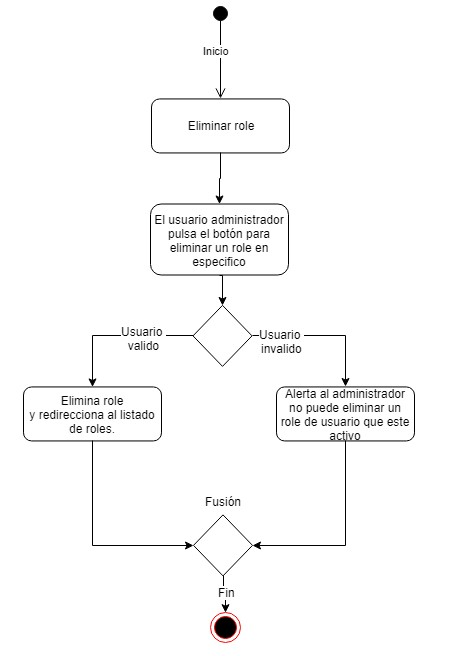 Inicio
Eliminar role
El usuario administrador
pulsa el botón para
eliminar un role en
especifico
Usuario
valido
Usuario
invalido
Elimina role
y redirecciona al listado
de roles.
Alerta al administrador
no puede eliminar un
role de usuario que este
activo
Fusión
Fin